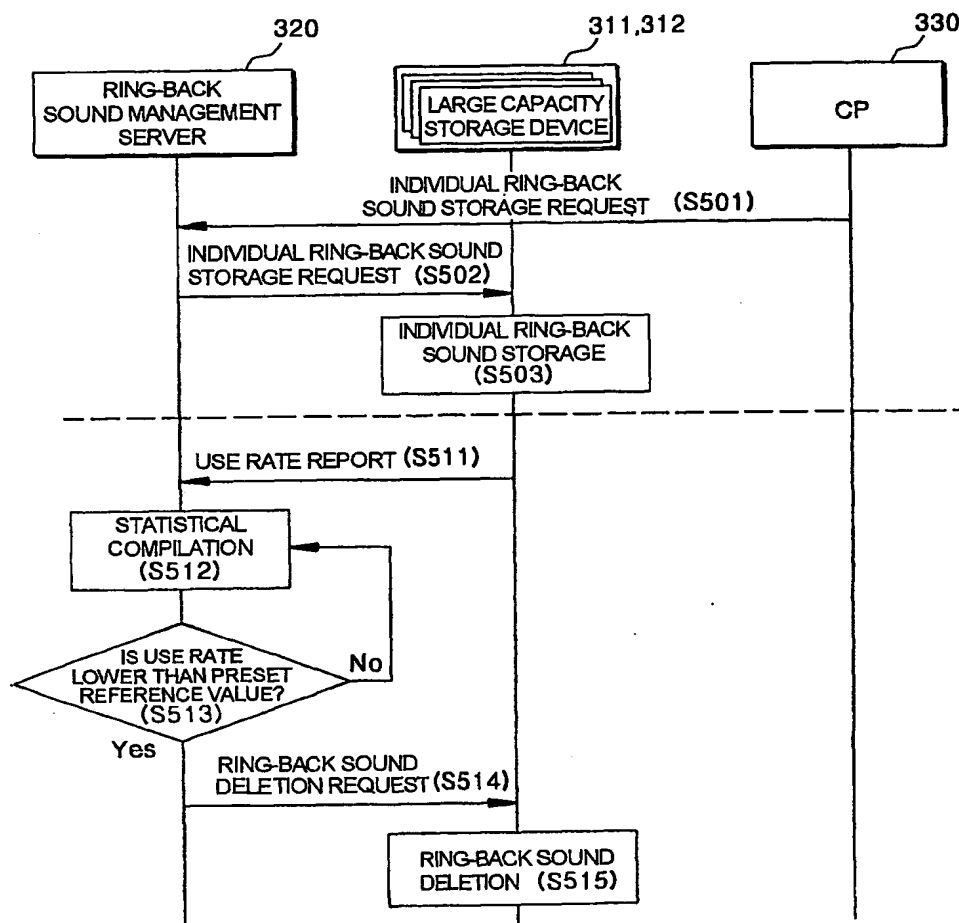 320
311,312
330
RING-BACK
SOUND MANAGEMENT
SERVER
LARGE CAPACITY
STORAGE DEVICE
CP
INDIVIDUAL RING-BACK
SOUND STORAGE REQUEST (S501)
INDIVIDUAL RING-BACK SOUND
STORAGE REQUEST (S502)
INDIVIDUAL RING-BACK
SOUND STORAGE
(S503)
USE RATE REPORT (S511)
STATISTICAL
COMPILATION
(S512)
IS USE RATE
LOWER THAN PRESET
REFERENCE VALUE?
(S513)
No
Yes
RING-BACK SOUND
DELETION REQUEST (S514)
RING-BACK SOUND
DELETION (S515)